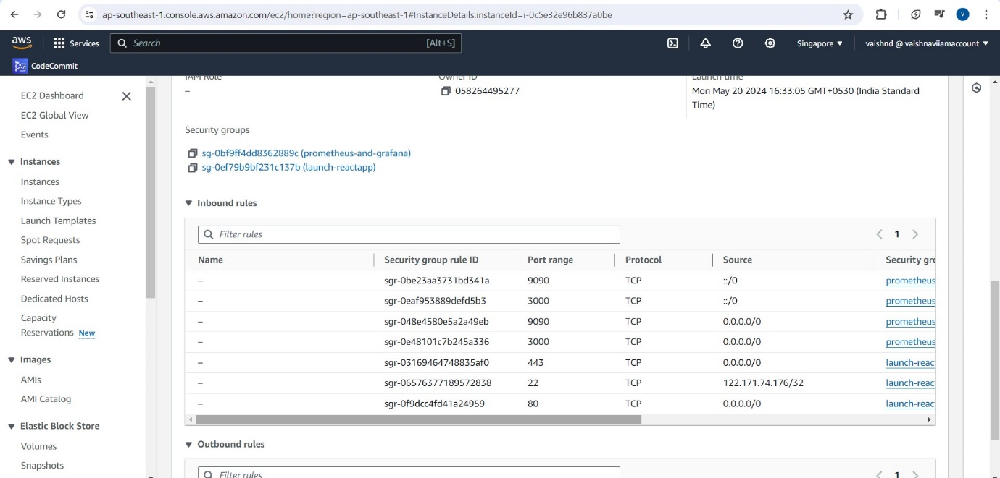 ap-southeast-1.console.aws.amazon.com/ec2/home?region=ap-southeast-1#InstanceDetails:instanceId=i-0c5e32e96b837a0be
V
aws
Services
Search
[Alt+S]
Singapore
vaishnd @ vaishnaviiamaccount
CodeCommit
EC2 Dashboard
EC2 Global View
Events
Instances
Instances
Instance Types
Launch Templates
Spot Requests
Savings Plans
Reserved Instances
Dedicated Hosts
Capacity
Reservations New
Images
AMIs
AMI Catalog
Elastic Block Store
Volumes
Snapshots
IAM Role
–
Owner ID
058264495277
Launch time
Mon May 20 2024 16:33:05 GMT+0530 (India Standard
Time)
Security groups
sg-0bf9ff4dd8362889c (prometheus-and-grafana)
sg-0ef79b9bf231c137b (launch-reactapp)
Inbound rules
Filter rules
1
Name Security group rule ID Port range Protocol Source Security gro
– sgr-0be23aa3731bd341a 9090 TCP ::/0 prometheus
– sgr-0eaf953889defd5b3 3000 TCP ::/0 prometheus
– sgr-048e4580e5a2a49eb 9090 TCP 0.0.0.0/0 prometheus
– sgr-0e48101c7b245a336 3000 TCP 0.0.0.0/0 prometheus
– sgr-03169464748835af0 443 TCP 0.0.0.0/0 launch-reac
– sgr-06576377189572838 22 TCP 122.171.74.176/32 launch-reac
– sgr-0f9dcc4fd41a24959 80 TCP 0.0.0.0/0 launch-reac
Outbound rules
Filter rules
1